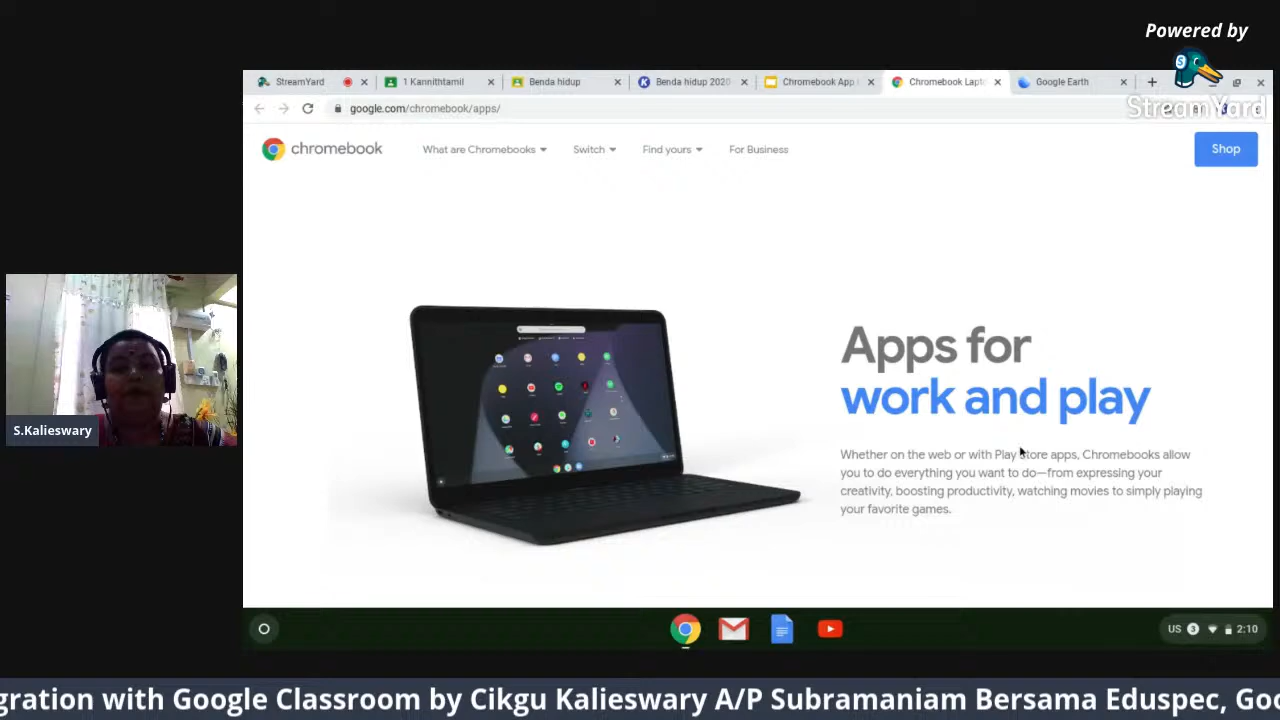 Powered by
StreamYard
StreamYard
1 Kannithtamil
Benda hidup
Benda hidup 2020
Chromebook App
Chromebook Lapt
Google Earth
google.com/chromebook/apps/
chromebook
What are Chromebooks
Switch
Find yours
For Business
Shop
Apps for
work and play
Whether on the web or with Play Store apps, Chromebooks allow
you to do everything you want to do—from expressing your
creativity, boosting productivity, watching movies to simply playing
your favorite games.
S.Kalieswary
US 3 2:10
gration with Google Classroom by Cikgu Kalieswary A/P Subramaniam Bersama Eduspec, Goo